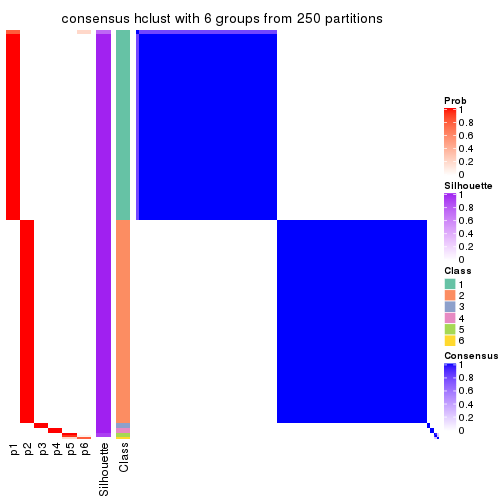 consensus hclust with 6 groups from 250 partitions
Prob
1
0.8
0.6
0.4
0.2
0
Silhouette
1
0.8
0.6
0.4
0.2
0
Class
1
2
3
4
5
6
Consensus
1
0.8
0.6
0.4
0.2
0
p1
p2
p3
p4
p5
p6
Silhouette
Class